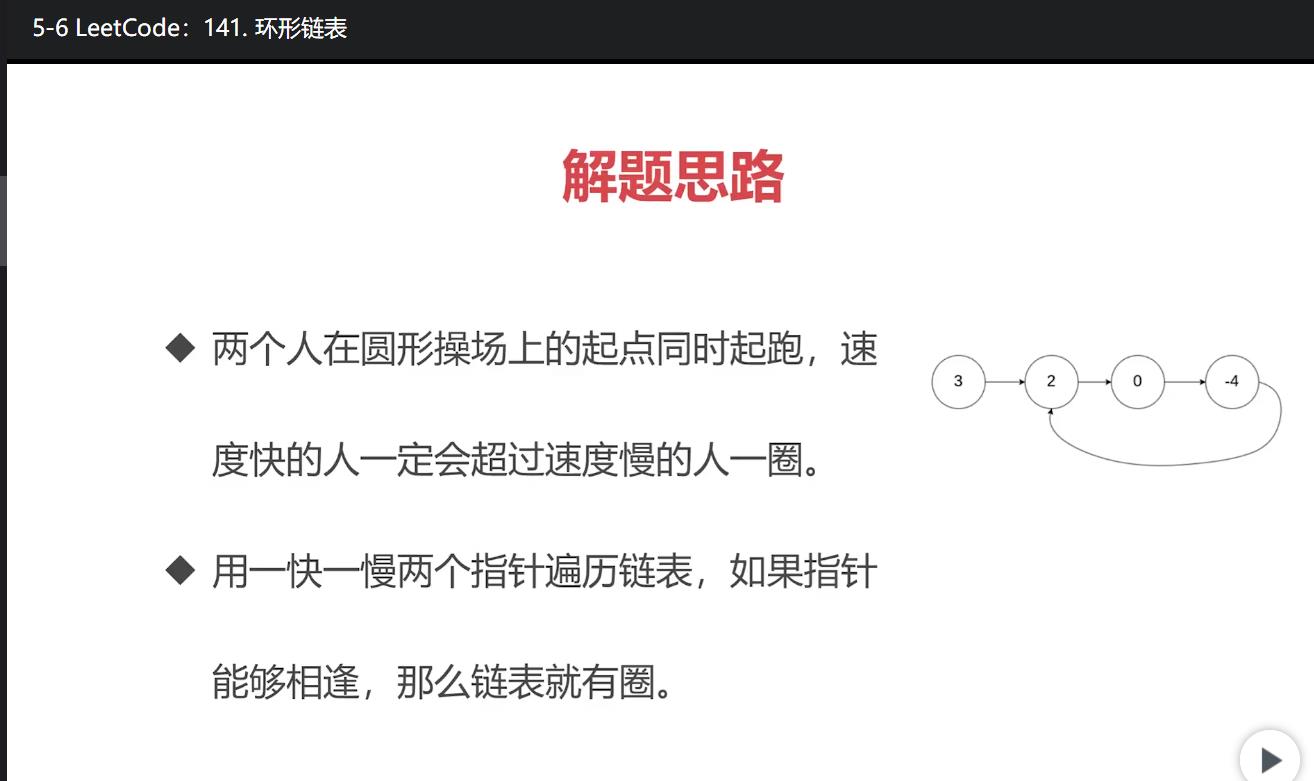 5-6 LeetCode：141. 环形链表
解题思路
◆ 两个人在圆形操场上的起点同时起跑，速
度快的人一定会超过速度慢的人一圈。
3 2 0 -4
◆ 用一快一慢两个指针遍历链表，如果指针
能够相逢，那么链表就有圈。